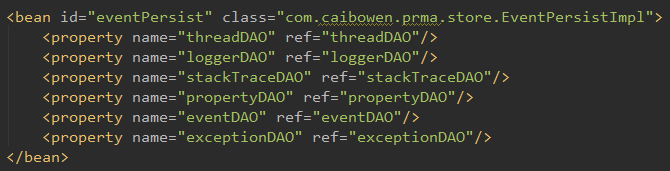 <bean id="eventPersist" class="com.caibowen.prma.store.EventPersistImpl">
<property name="threadDAO" ref="threadDAO"/>
<property name="loggerDAO" ref="loggerDAO"/>
<property name="stackTraceDAO" ref="stackTraceDAO"/>
<property name="propertyDAO" ref="propertyDAO"/>
<property name="eventDAO" ref="eventDAO"/>
<property name="exceptionDAO" ref="exceptionDAO"/>
</bean>